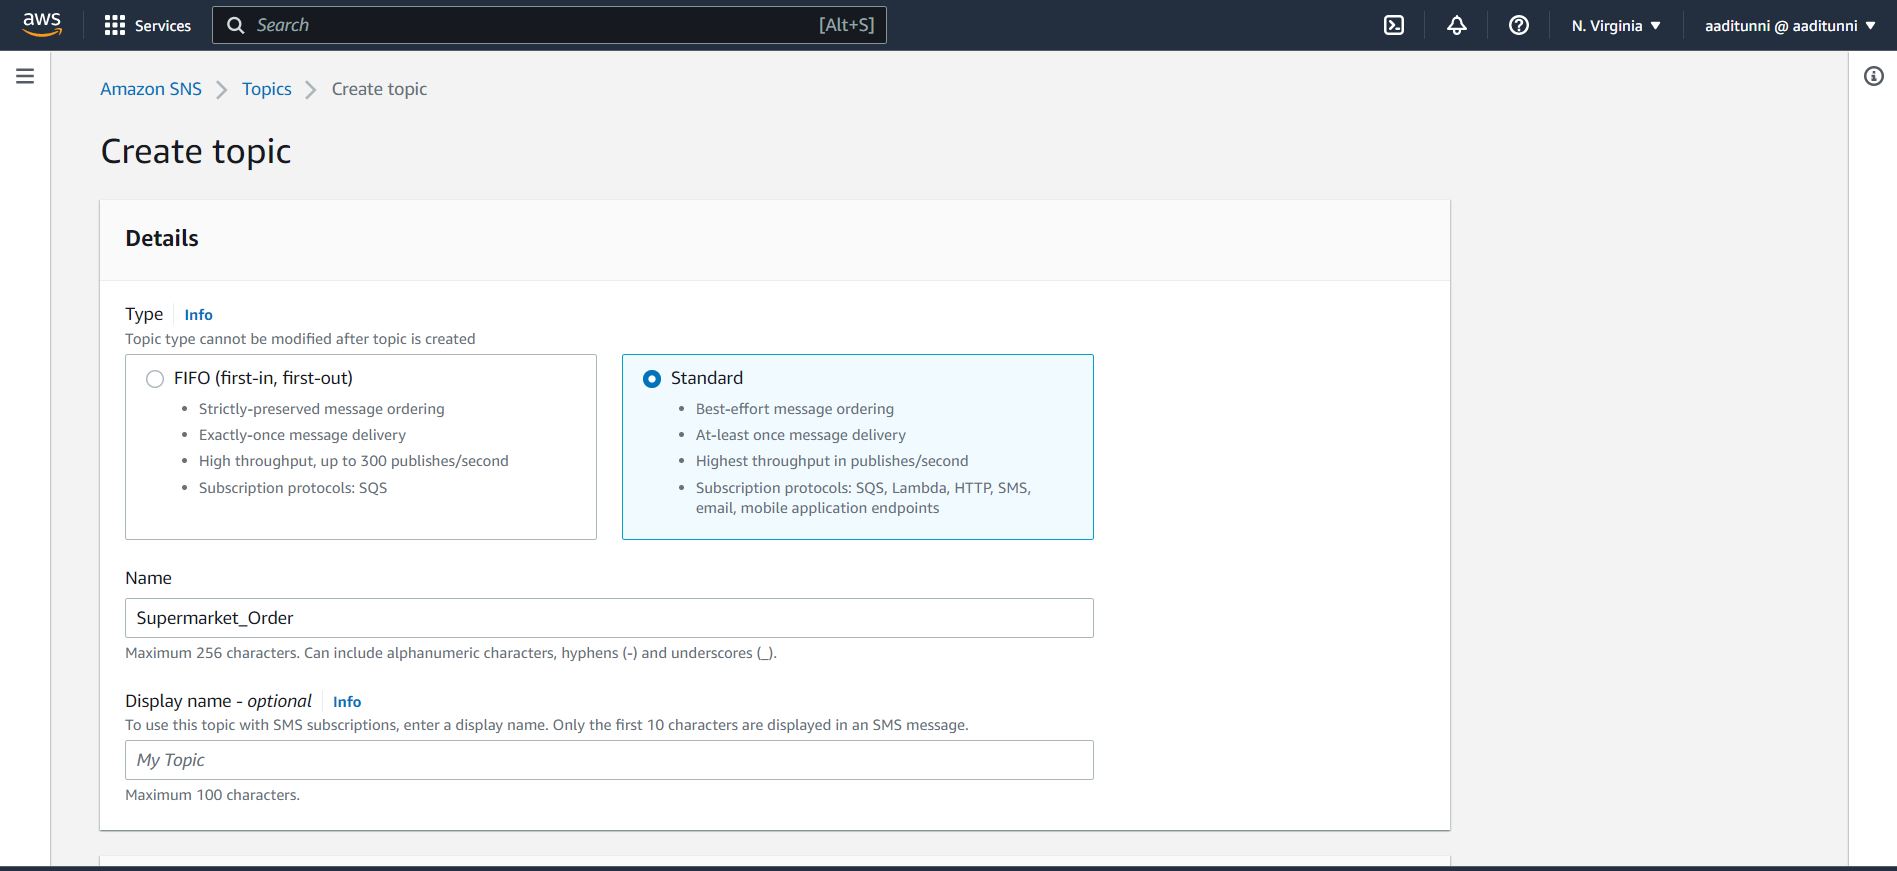 aws
Services
Search
[Alt+S]
N. Virginia
aaditunni @ aaditunni
Amazon SNS
Topics
Create topic
Create topic
Details
Type
Info
Topic type cannot be modified after topic is created
FIFO (first-in, first-out)
Strictly-preserved message ordering
Exactly-once message delivery
High throughput, up to 300 publishes/second
Subscription protocols: SQS
Standard
Best-effort message ordering
At-least once message delivery
Highest throughput in publishes/second
Subscription protocols: SQS, Lambda, HTTP, SMS,
email, mobile application endpoints
Name
Supermarket_Order
Maximum 256 characters. Can include alphanumeric characters, hyphens (-) and underscores (_).
Display name - optional
Info
To use this topic with SMS subscriptions, enter a display name. Only the first 10 characters are displayed in an SMS message.
My Topic
Maximum 100 characters.